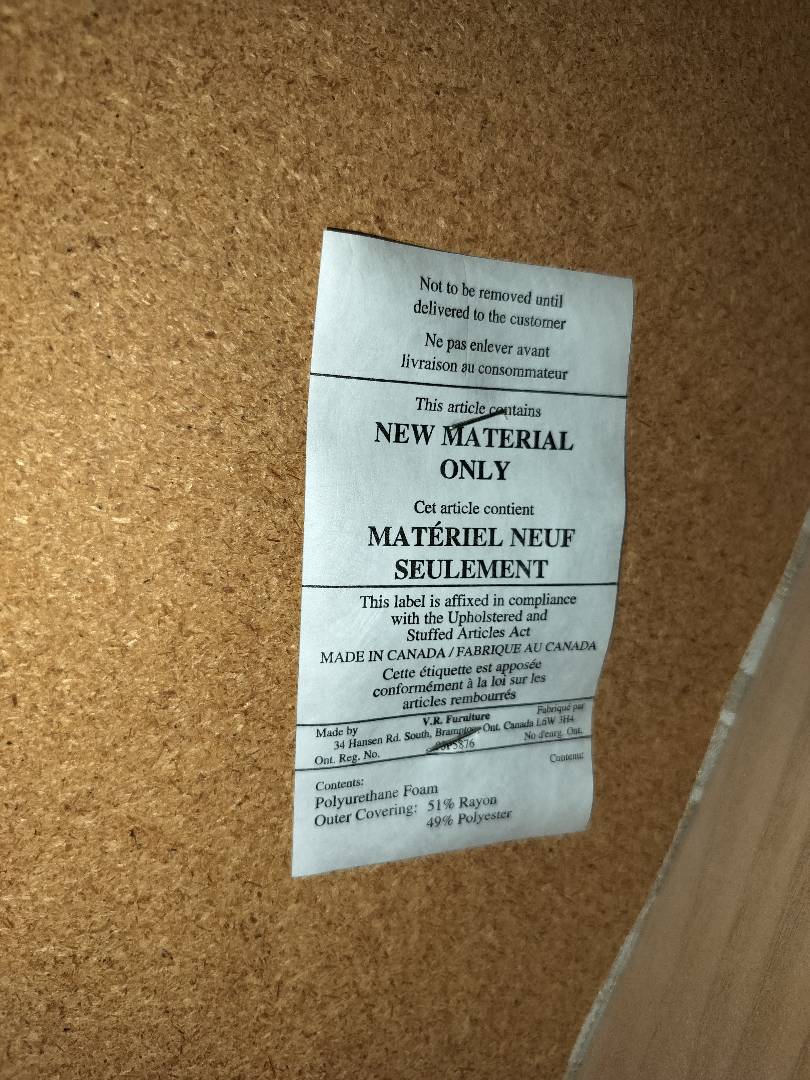 Not to be removed until
delivered to the customer
Ne pas enlever avant
livraison au consommateur
This article contains
NEW MATERIAL
ONLY
Cet article contient
MATÉRIEL NEUF
SEULEMENT
This label is affixed in compliance
with the Upholstered and
Stuffed Articles Act
MADE IN CANADA / FABRIQUE AU CANADA
Cette étiquette est apposée
conformément à la loi sur les
articles rembourrés
Made by V.R. Furniture Fabriqué par
34 Hansen Rd. South, Brampton, Ont. Canada L6W 3H4
Ont. Reg. No. No d'enrg. Ont.
Contents: Contenu:
Polyurethane Foam
Outer Covering: 51% Rayon
49% Polyester